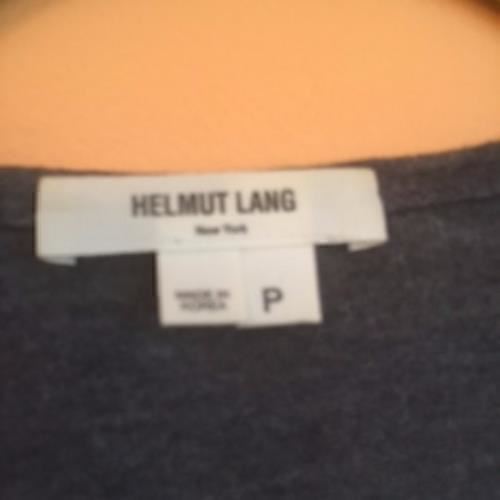 HELMUT LANG
New York
MADE IN
KOREA
P